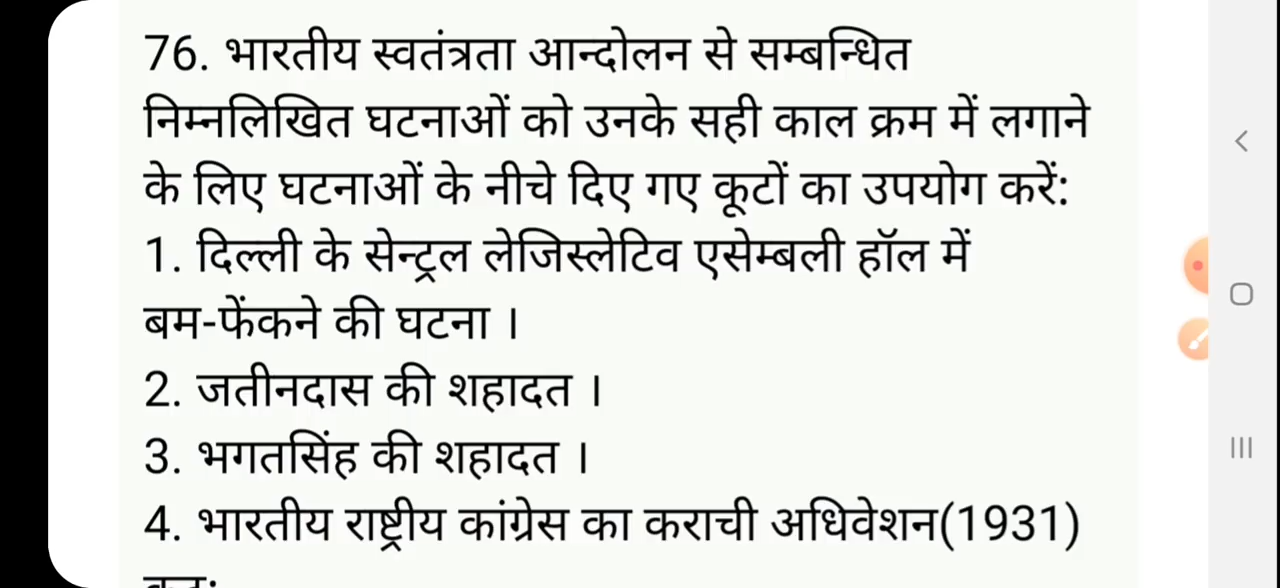 76. भारतीय स्वतंत्रता आन्दोलन से सम्बन्धित
निम्नलिखित घटनाओं को उनके सही काल क्रम में लगाने
के लिए घटनाओं के नीचे दिए गए कूटों का उपयोग करें:
1. दिल्ली के सेन्ट्रल लेजिस्लेटिव एसेम्बली हॉल में
बम-फेंकने की घटना ।
2. जतीनदास की शहादत ।
3. भगतसिंह की शहादत ।
4. भारतीय राष्ट्रीय कांग्रेस का कराची अधिवेशन(1931)